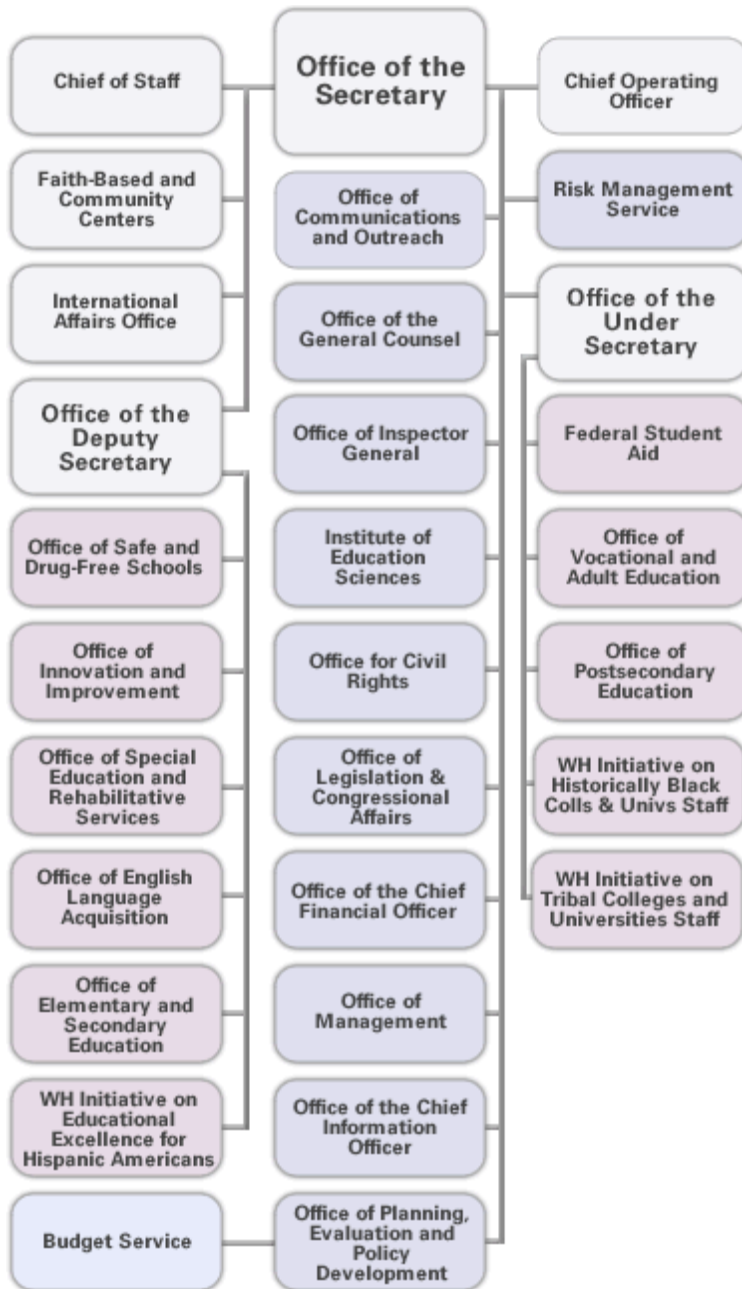 Chief of Staff
Faith-Based and
Community
Centers
International
Affairs Office
Office of the
Deputy
Secretary
Office of Safe and
Drug-Free Schools
Office of
Innovation and
Improvement
Office of Special
Education and
Rehabilitative
Services
Office of English
Language
Acquisition
Office of
Elementary and
Secondary
Education
WH Initiative on
Educational
Excellence for
Hispanic Americans
Budget Service
Office of the
Secretary
Office of
Communications
and Outreach
Office of the
General Counsel
Office of Inspector
General
Institute of
Education
Sciences
Office for Civil
Rights
Office of
Legislation &
Congressional
Affairs
Office of the Chief
Financial Officer
Office of
Management
Office of the Chief
Information
Officer
Office of Planning,
Evaluation and
Policy
Development
Chief Operating
Officer
Risk Management
Service
Office of the
Under
Secretary
Federal Student
Aid
Office of
Vocational and
Adult Education
Office of
Postsecondary
Education
WH Initiative on
Historically Black
Colls & Univs Staff
WH Initiative on
Tribal Colleges and
Universities Staff